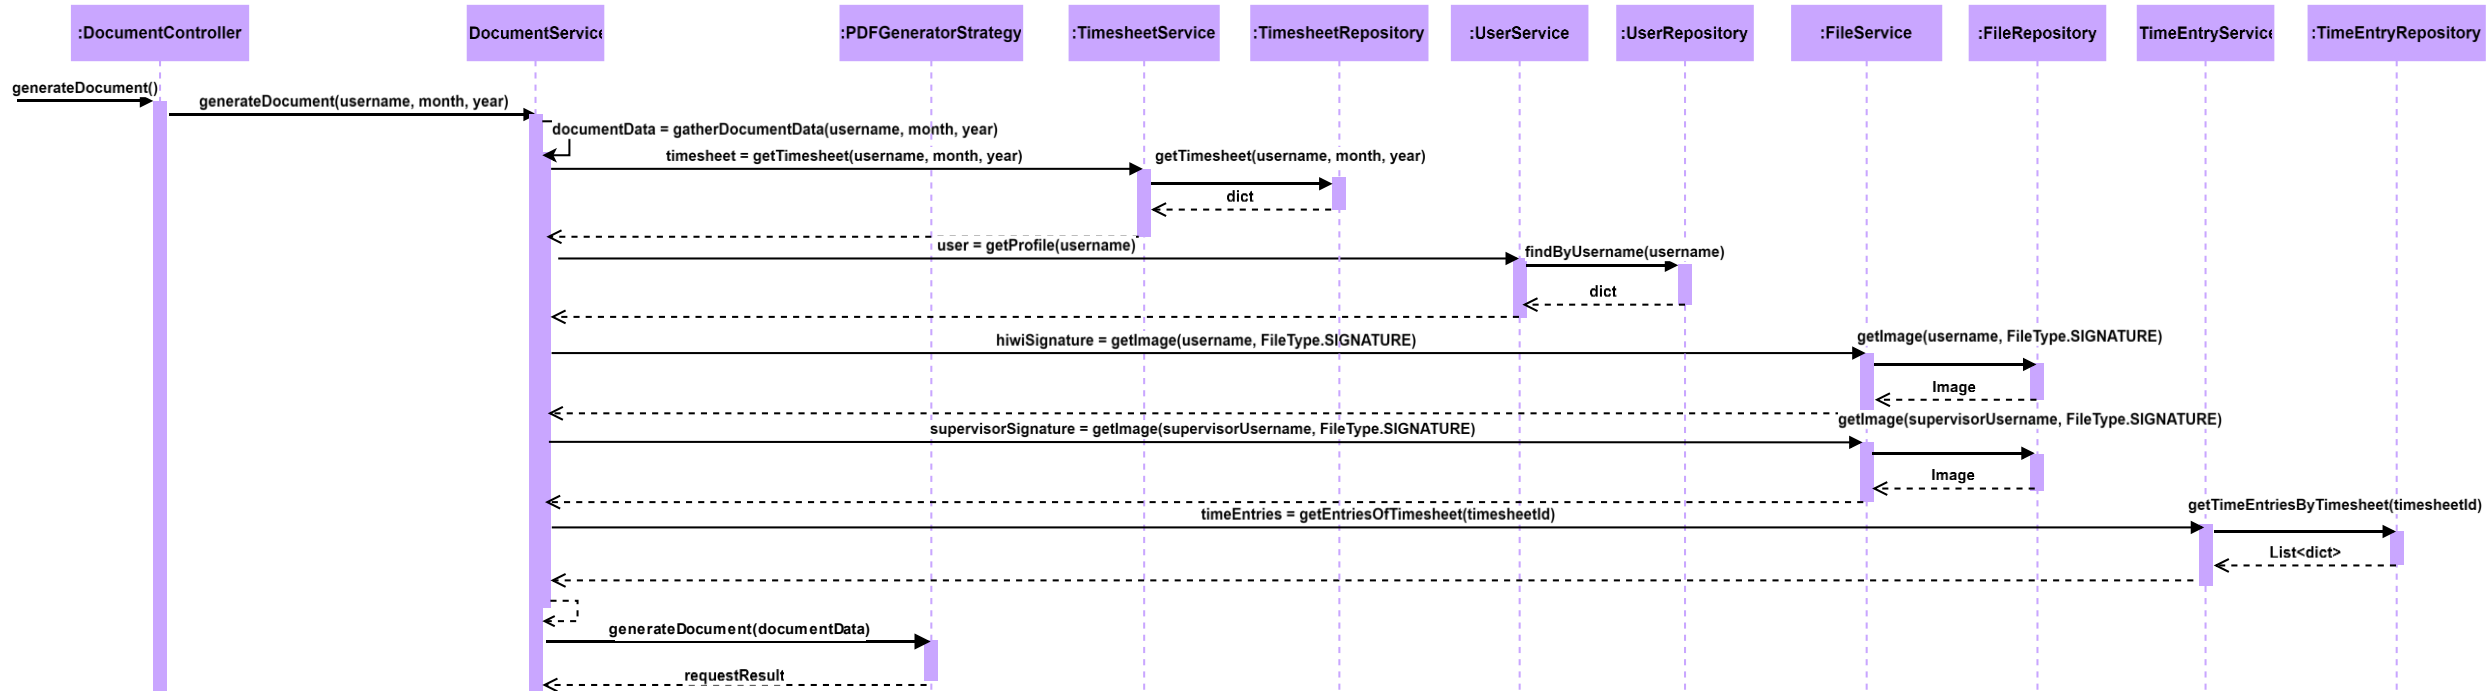 :DocumentController
DocumentService
:PDFGeneratorStrategy
:TimesheetService
:TimesheetRepository
:UserService
:UserRepository
:FileService
:FileRepository
TimeEntryService
:TimeEntryRepository
generateDocument()
generateDocument(username, month, year)
documentData = gatherDocumentData(username, month, year)
timesheet = getTimesheet(username, month, year)
getTimesheet(username, month, year)
dict
user = getProfile(username)
findByUsername(username)
dict
hiwiSignature = getImage(username, FileType.SIGNATURE)
getImage(username, FileType.SIGNATURE)
Image
getImage(supervisorUsername, FileType.SIGNATURE)
supervisorSignature = getImage(supervisorUsername, FileType.SIGNATURE)
Image
getTimeEntriesByTimesheet(timesheetId)
timeEntries = getEntriesOfTimesheet(timesheetId)
List<dict>
generateDocument(documentData)
requestResult